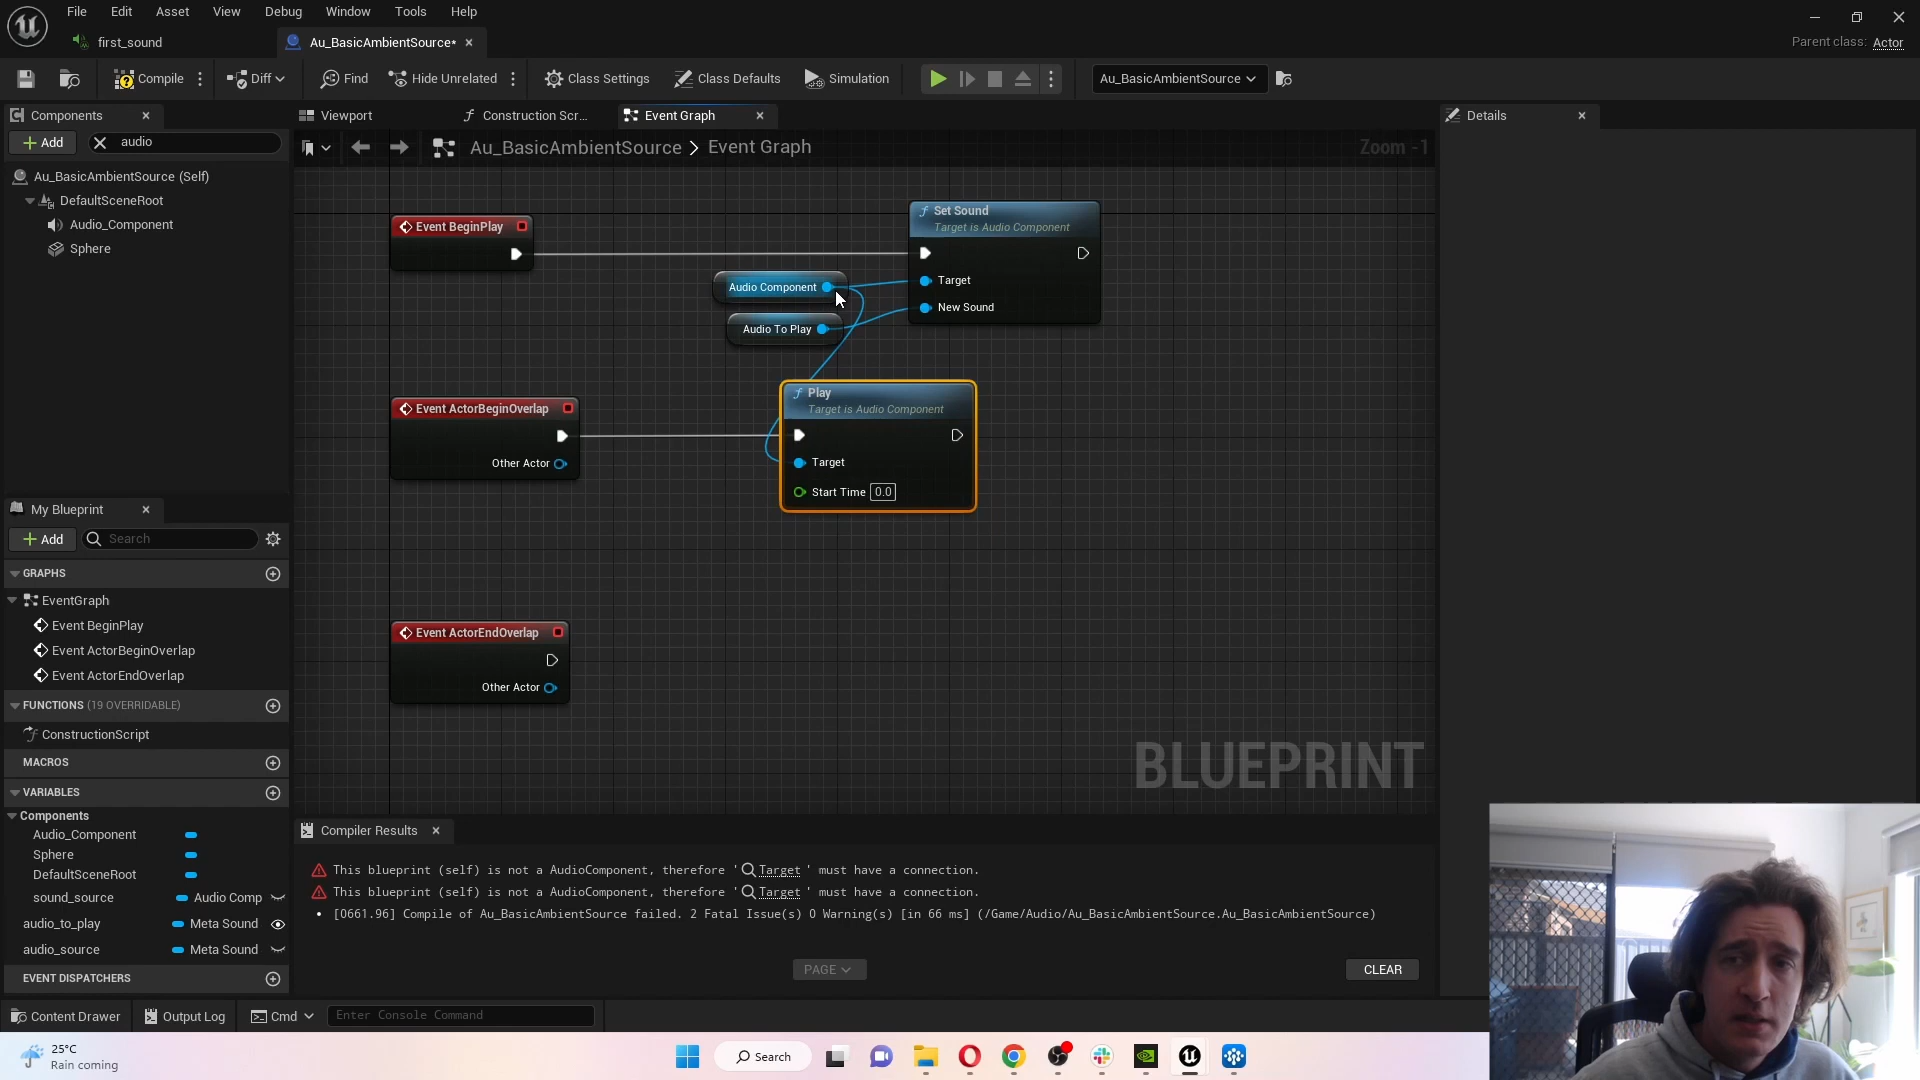 File Edit Asset View Debug Window Tools Help
first_sound
Au_BasicAmbientSource*
Parent class: Actor
Compile
Diff
Find
Hide Unrelated
Class Settings
Class Defaults
Simulation
Au_BasicAmbientSource
Components
Viewport
Construction Scr...
Event Graph
Details
Add
audio
Au_BasicAmbientSource > Event Graph
Zoom -1
Au_BasicAmbientSource (Self)
DefaultSceneRoot
Audio_Component
Sphere
Event BeginPlay
Set Sound
Target is Audio Component
Target
New Sound
Audio Component
Audio To Play
Event ActorBeginOverlap
Other Actor
Play
Target is Audio Component
Target
Start Time 0.0
Event ActorEndOverlap
Other Actor
BLUEPRINT
My Blueprint
Add
Search
GRAPHS
EventGraph
Event BeginPlay
Event ActorBeginOverlap
Event ActorEndOverlap
FUNCTIONS (19 OVERRIDABLE)
ConstructionScript
MACROS
VARIABLES
Components
Audio_Component
Sphere
DefaultSceneRoot
sound_source Audio Comp
audio_to_play Meta Sound
audio_source Meta Sound
EVENT DISPATCHERS
Compiler Results
This blueprint (self) is not a AudioComponent, therefore ' Target ' must have a connection.
This blueprint (self) is not a AudioComponent, therefore ' Target ' must have a connection.
[0661.96] Compile of Au_BasicAmbientSource failed. 2 Fatal Issue(s) 0 Warning(s) [in 66 ms] (/Game/Audio/Au_BasicAmbientSource.Au_BasicAmbientSource)
PAGE
CLEAR
Content Drawer
Output Log
Cmd
Enter Console Command
25°C
Rain coming
Search